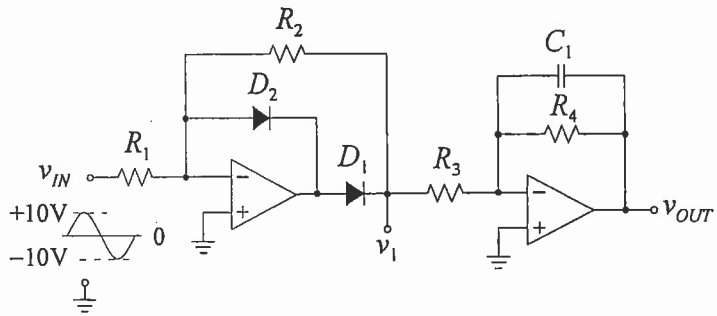 R2
C1
D2
R4
R1
D1
R3
vIN
−
+
−
+
vOUT
+10V
0
−10V
v1